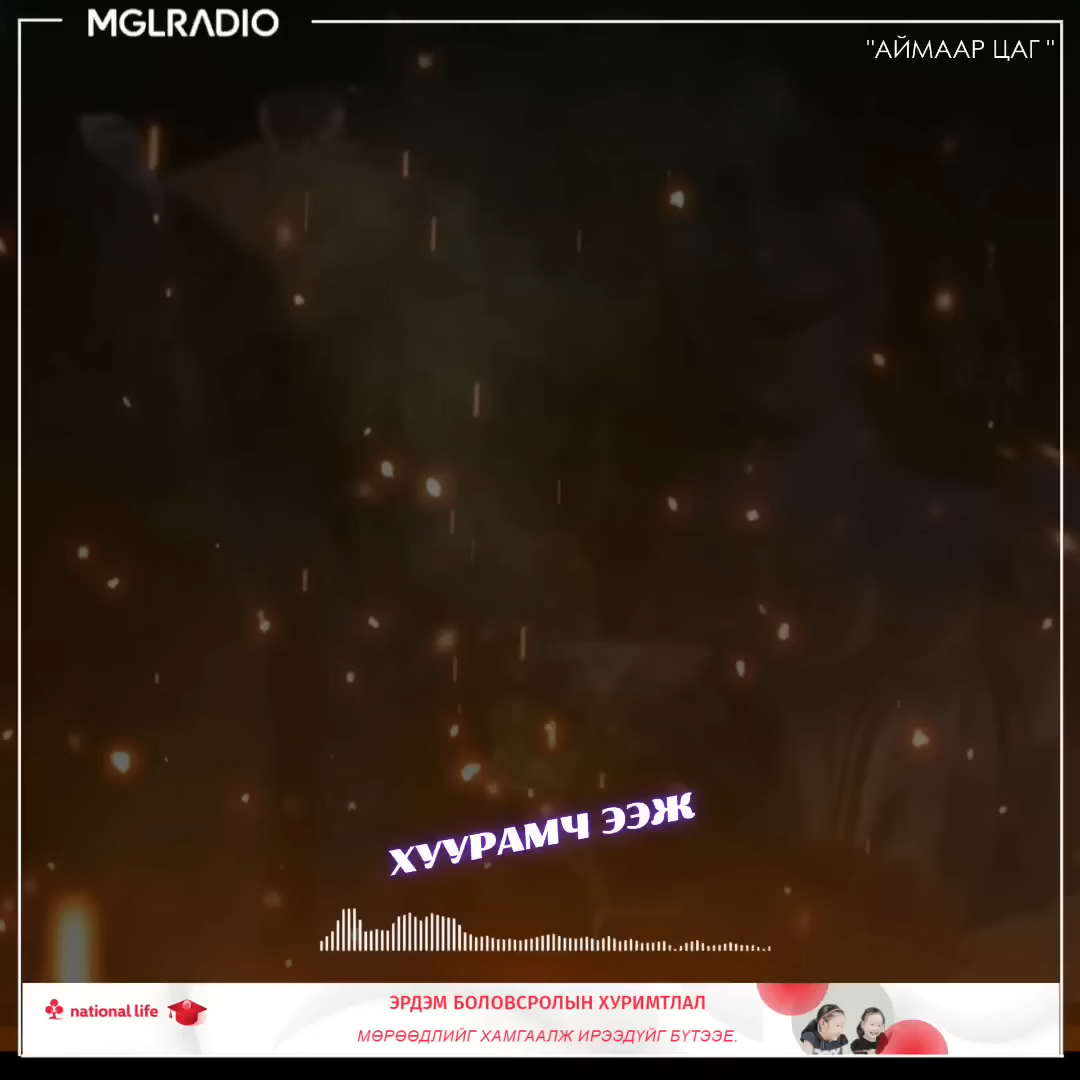 MGLRADIO
"АЙМААР ЦАГ "
ХУУРАМЧ ЭЭЖ
national life
ЭРДЭМ БОЛОВСРОЛЫН ХУРИМТЛАЛ
МӨРӨӨДЛИЙГ ХАМГААЛЖ ИРЭЭДҮЙГ БҮТЭЭЕ.